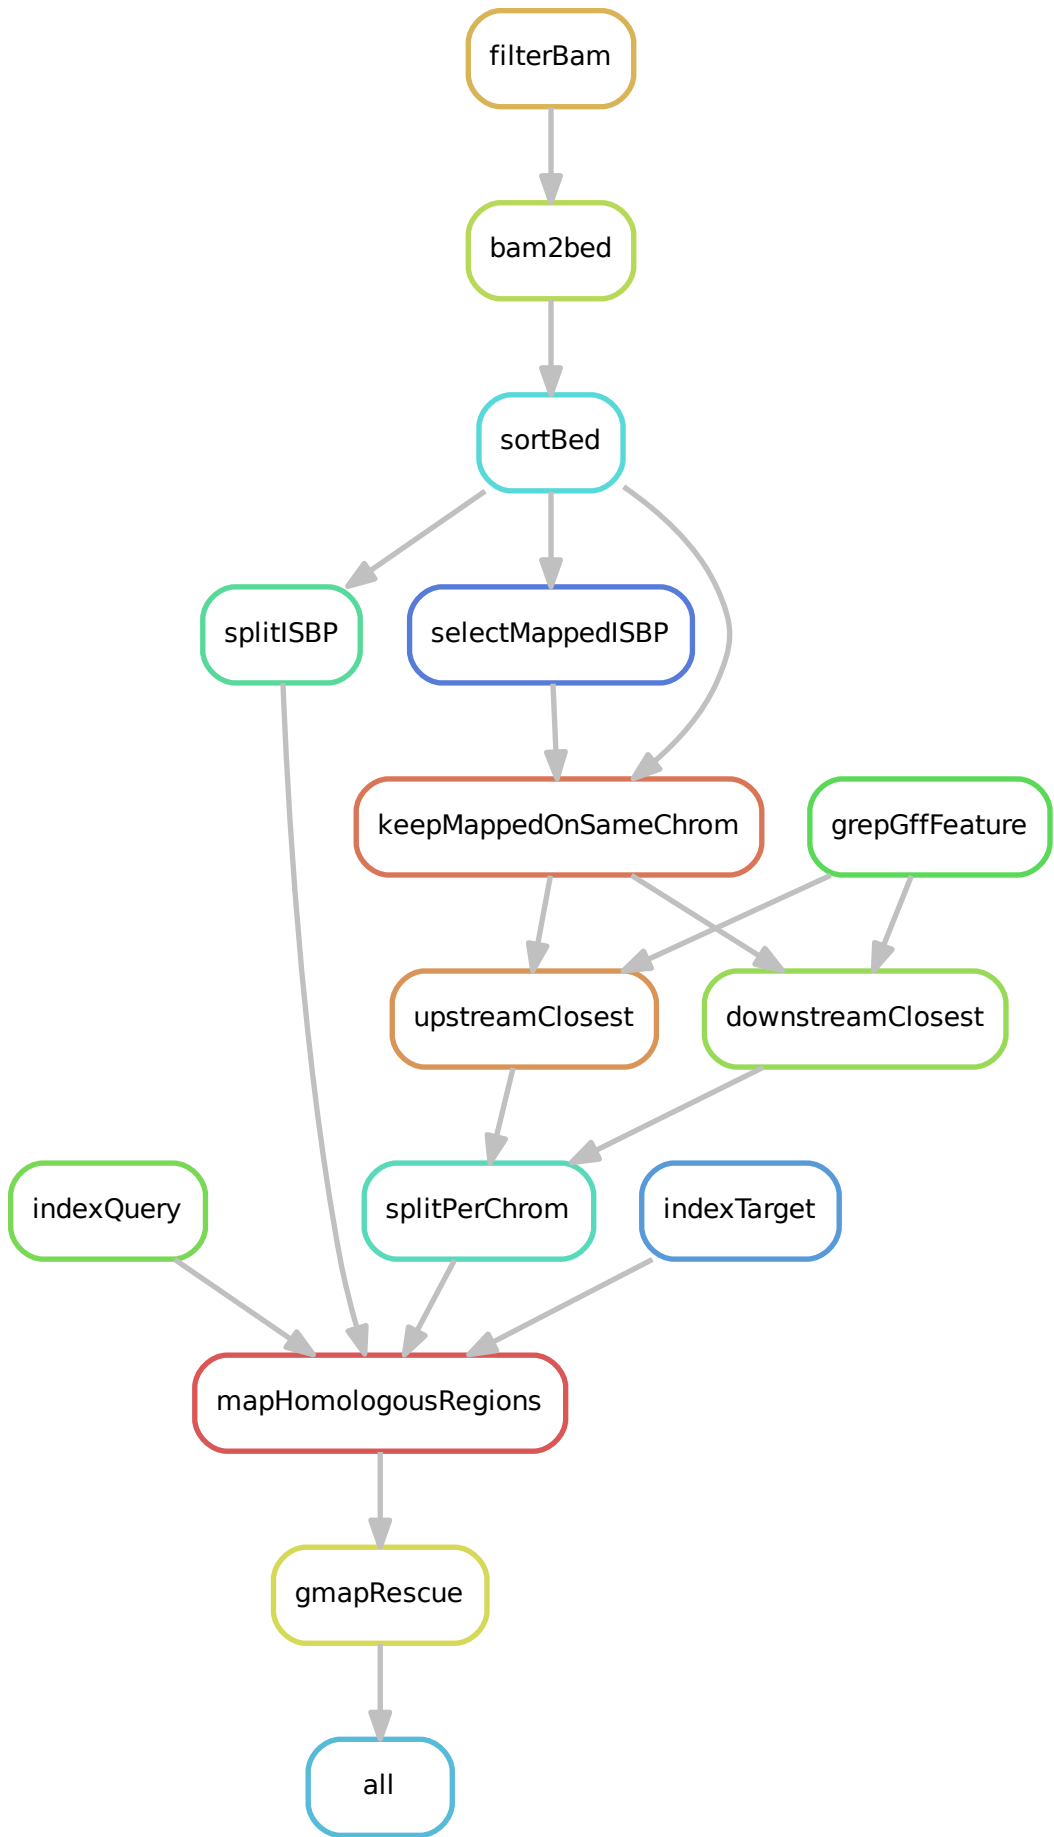 filterBam
bam2bed
sortBed
splitISBP
selectMappedISBP
keepMappedOnSameChrom
grepGffFeature
upstreamClosest
downstreamClosest
indexQuery
splitPerChrom
indexTarget
mapHomologousRegions
gmapRescue
all